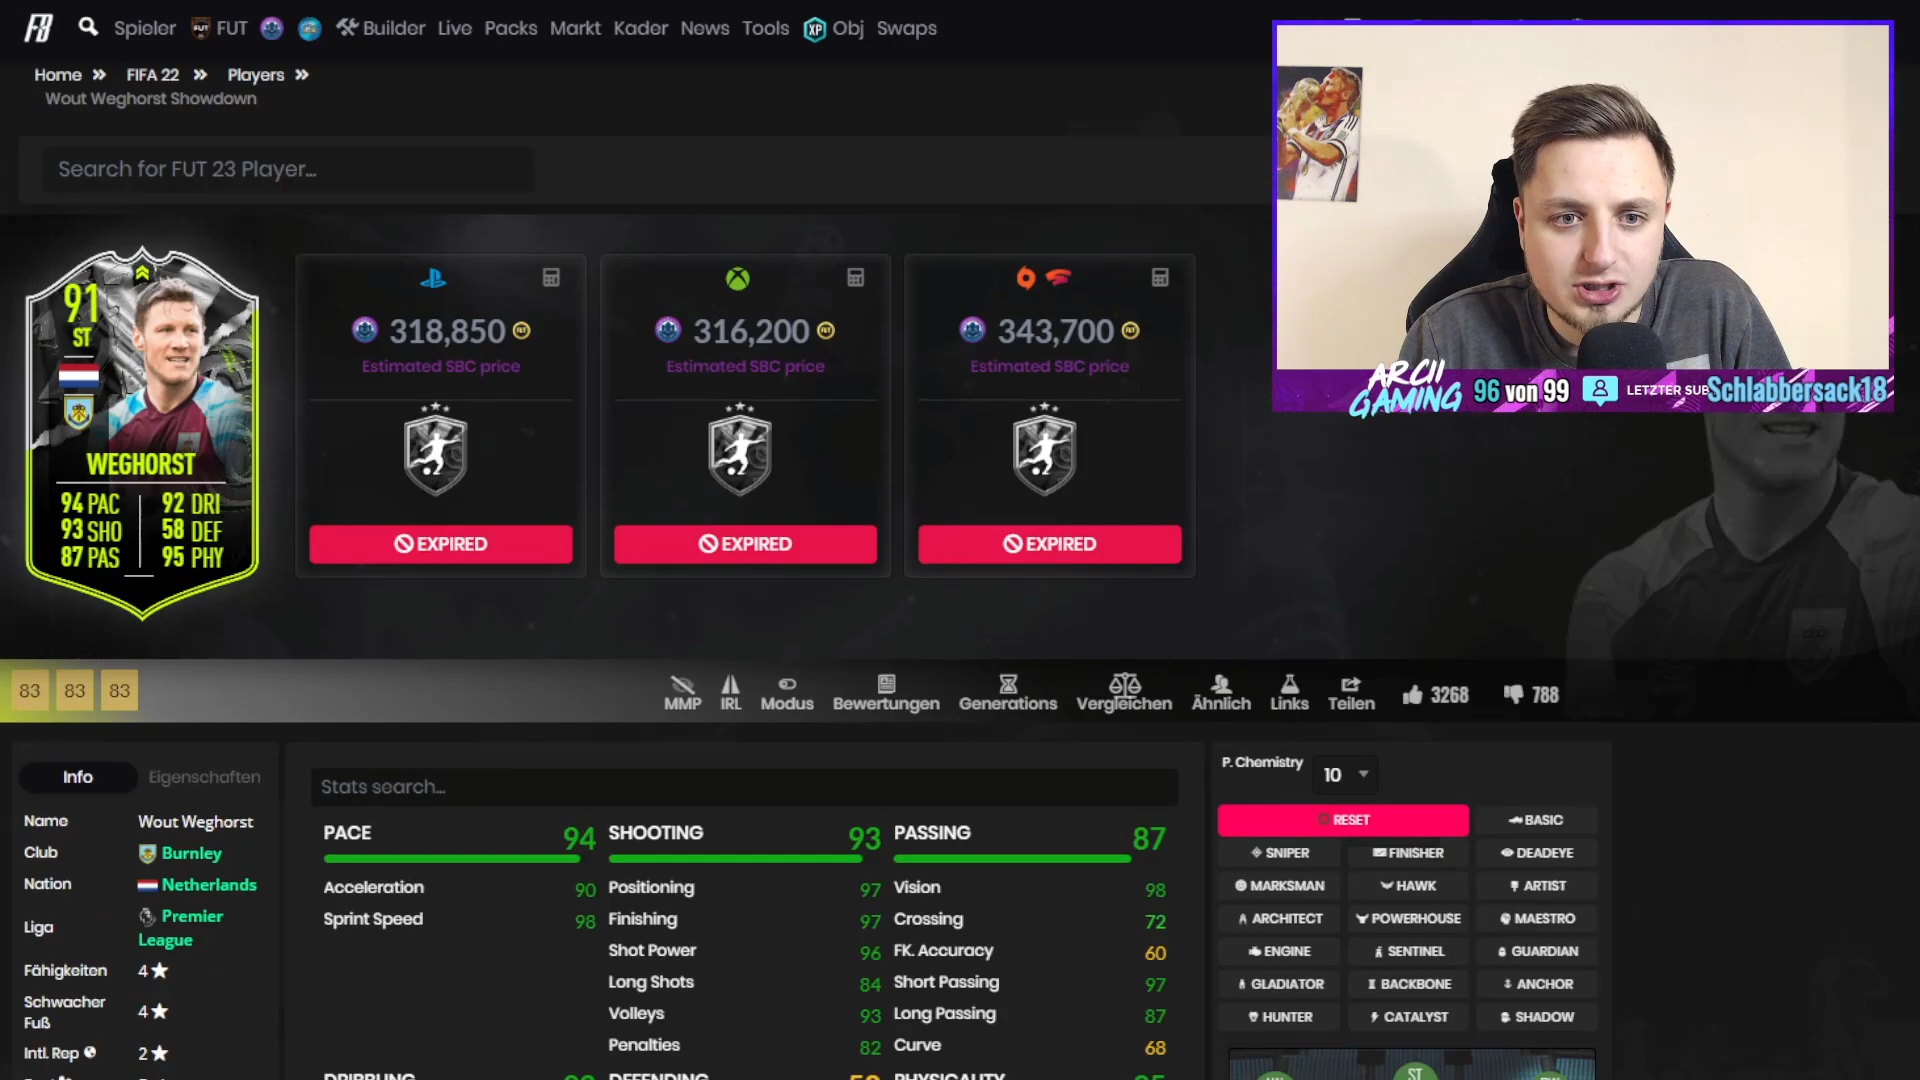 F8 Spieler FUT FUT Builder Live Packs Markt Kader News Tools XP Obj Swaps
Home » FIFA 22 » Players »
Wout Weghorst Showdown
Search for FUT 23 Player...
91
ST
WEGHORST
94 PAC 92 DRI
93 SHO 58 DEF
87 PAS 95 PHY
318,850
Estimated SBC price
EXPIRED
316,200
Estimated SBC price
EXPIRED
343,700
Estimated SBC price
EXPIRED
ARCII
GAMING
96 von 99
LETZTER SUB
Schlabbersack18
83 83 83
MMP IRL Modus Bewertungen Generations Vergleichen Ähnlich Links Teilen 3268 788
Info Eigenschaften
Name Wout Weghorst
Club Burnley
Nation Netherlands
Liga Premier
League
Fähigkeiten 4★
Schwacher
Fuß 4★
Intl. Rep 2★
Stats search...
PACE 94
Acceleration 90
Sprint Speed 98
SHOOTING 93
Positioning 97
Finishing 97
Shot Power 96
Long Shots 84
Volleys 93
Penalties 82
PASSING 87
Vision 98
Crossing 72
FK. Accuracy 60
Short Passing 97
Long Passing 87
Curve 68
DRIBBLING
DEFENDING
PHYSICALITY
P. Chemistry 10
RESET BASIC
SNIPER FINISHER DEADEYE
MARKSMAN HAWK ARTIST
ARCHITECT POWERHOUSE MAESTRO
ENGINE SENTINEL GUARDIAN
GLADIATOR BACKBONE ANCHOR
HUNTER CATALYST SHADOW
ST